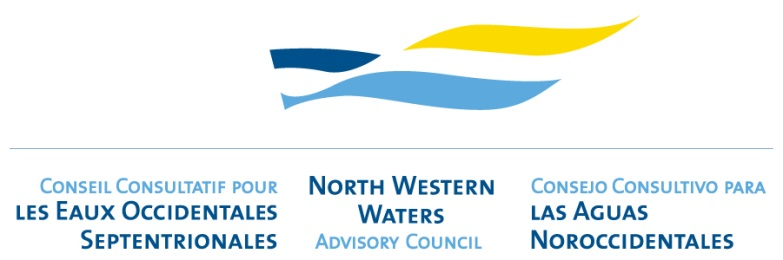 CONSEIL CONSULTATIF POUR
LES EAUX OCCIDENTALES
SEPTENTRIONALES
NORTH WESTERN
WATERS
ADVISORY COUNCIL
CONSEJO CONSULTIVO PARA
LAS AGUAS
NOROCCIDENTALES